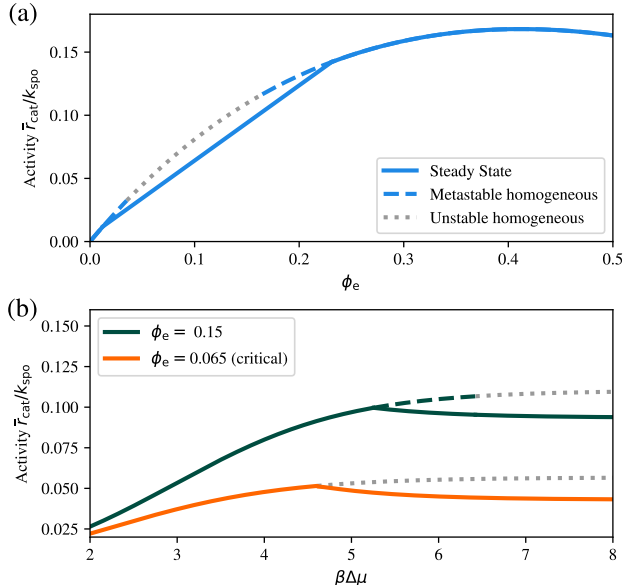 (a)
Activity r̄cat/kspo
0.15
0.10
0.05
0.00
Steady State
Metastable homogeneous
Unstable homogeneous
0.0 0.1 0.2 0.3 0.4 0.5
ϕe
(b)
Activity r̄cat/kspo
0.150
0.125
0.100
0.075
0.050
0.025
ϕe = 0.15
ϕe = 0.065 (critical)
2 3 4 5 6 7 8
βΔμ